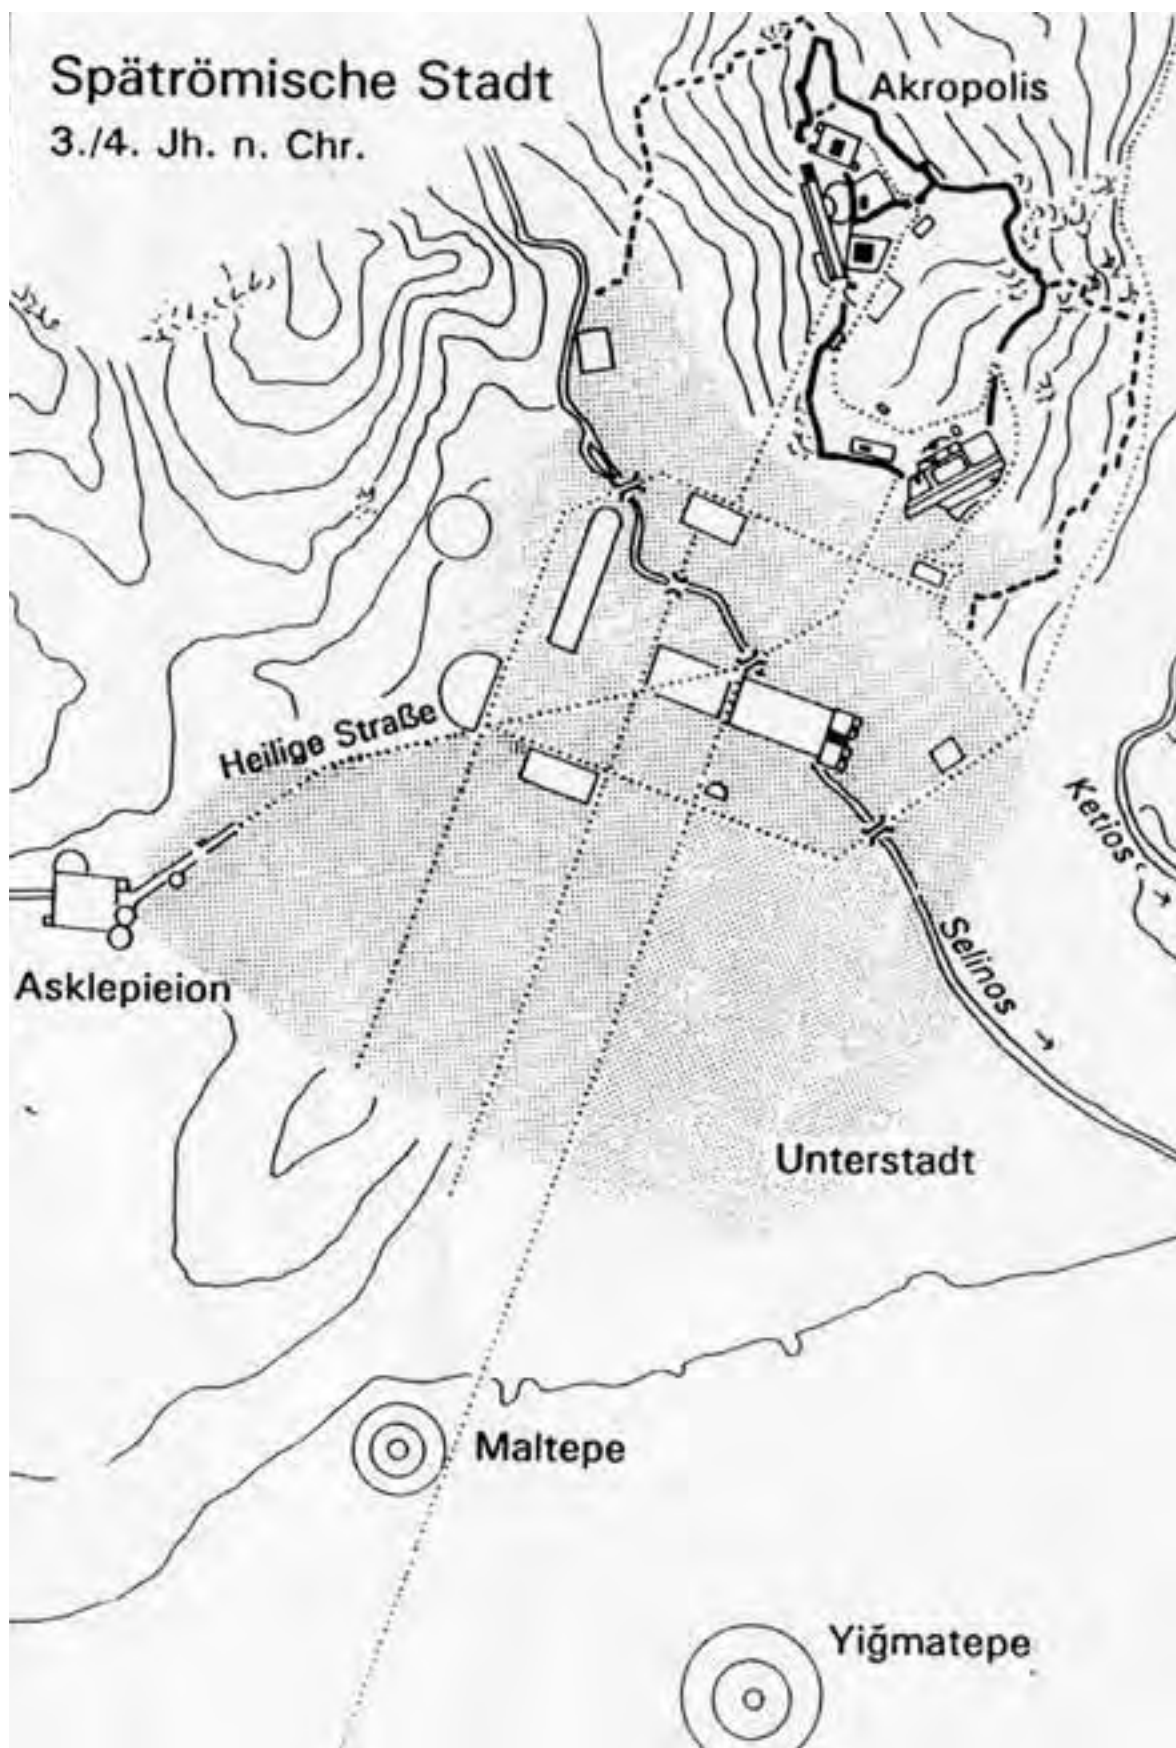 Spätrömische Stadt
3./4. Jh. n. Chr.
Akropolis
Heilige Straße
Ketios
Asklepieion
Selinos
Unterstadt
Maltepe
Yiğmatepe